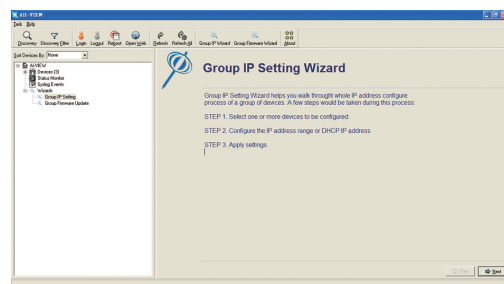 AIE-VIEW
Task Help
Discovery Discovery Filter Login Logout Reboot Open Web Refresh Refresh All Group IP Wizard Group Firmware Wizard About
Sort Devices By: None
AI-VIEW
Devices (3)
Status Monitor
Syslog Events
Wizards
Group IP Setting
Group Firmware Update
Group IP Setting Wizard
Group IP Setting Wizard helps you walk throught whole IP address configure
process of a group of devices. A few steps would be taken during this process:
STEP 1. Select one or more devices to be configured.
STEP 2. Configure the IP address range or DHCP IP address
STEP 3. Apply settings
Next